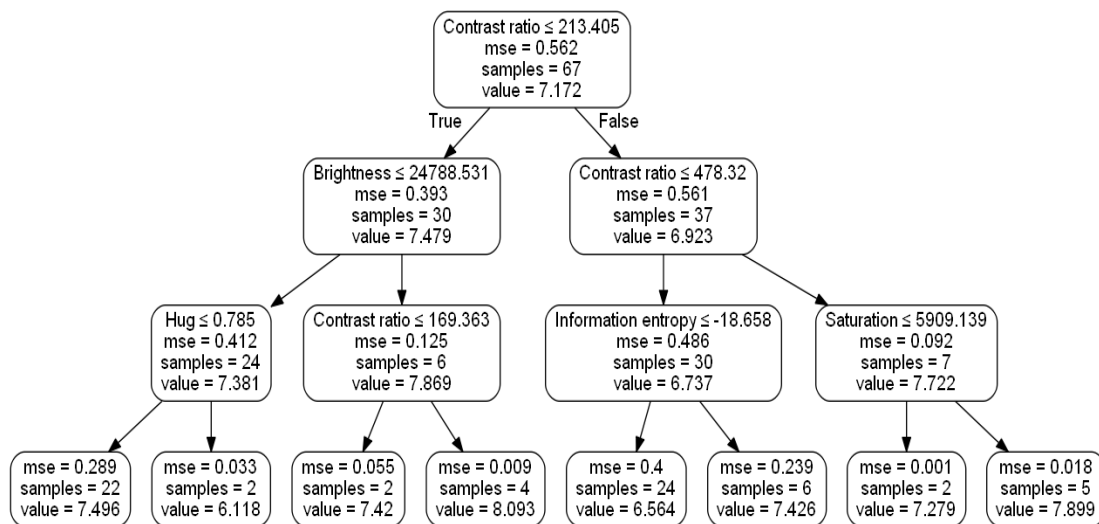 Contrast ratio ≤ 213.405
mse = 0.562
samples = 67
value = 7.172
True
False
Brightness ≤ 24788.531
mse = 0.393
samples = 30
value = 7.479
Contrast ratio ≤ 478.32
mse = 0.561
samples = 37
value = 6.923
Hug ≤ 0.785
mse = 0.412
samples = 24
value = 7.381
Contrast ratio ≤ 169.363
mse = 0.125
samples = 6
value = 7.869
Information entropy ≤ -18.658
mse = 0.486
samples = 30
value = 6.737
Saturation ≤ 5909.139
mse = 0.092
samples = 7
value = 7.722
mse = 0.289
samples = 22
value = 7.496
mse = 0.033
samples = 2
value = 6.118
mse = 0.055
samples = 2
value = 7.42
mse = 0.009
samples = 4
value = 8.093
mse = 0.4
samples = 24
value = 6.564
mse = 0.239
samples = 6
value = 7.426
mse = 0.001
samples = 2
value = 7.279
mse = 0.018
samples = 5
value = 7.899